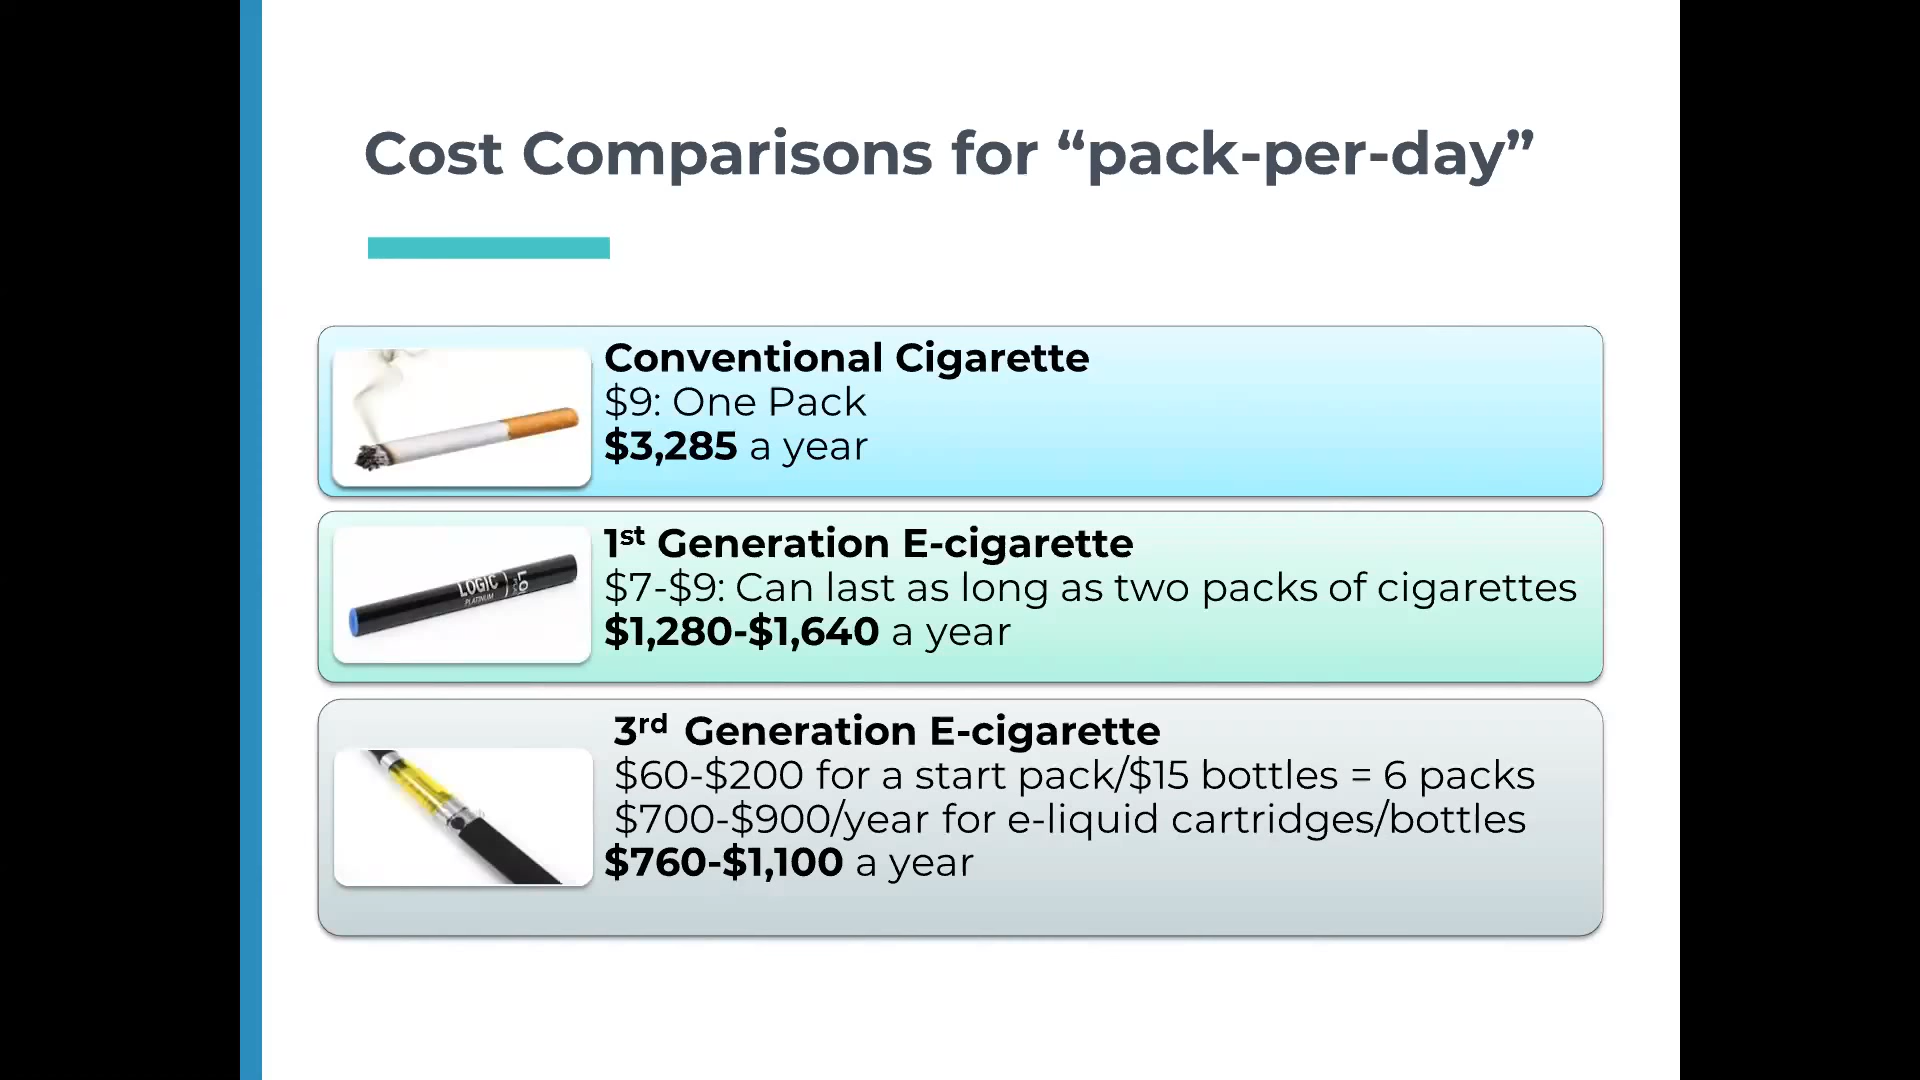 Cost Comparisons for “pack-per-day”
Conventional Cigarette
$9: One Pack
$3,285 a year
LOGIC
PLATINUM
1st Generation E-cigarette
$7-$9: Can last as long as two packs of cigarettes
$1,280-$1,640 a year
3rd Generation E-cigarette
$60-$200 for a start pack/$15 bottles = 6 packs
$700-$900/year for e-liquid cartridges/bottles
$760-$1,100 a year